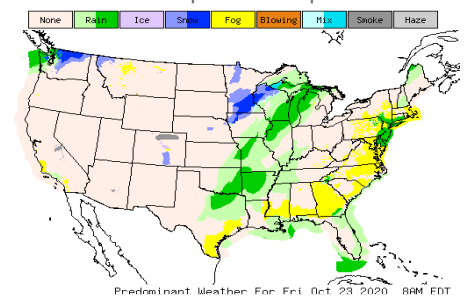 None Rain Ice Snow Fog Blowing Mix Smoke Haze
Predominant Weather For Fri Oct 23 2020 8AM EDT